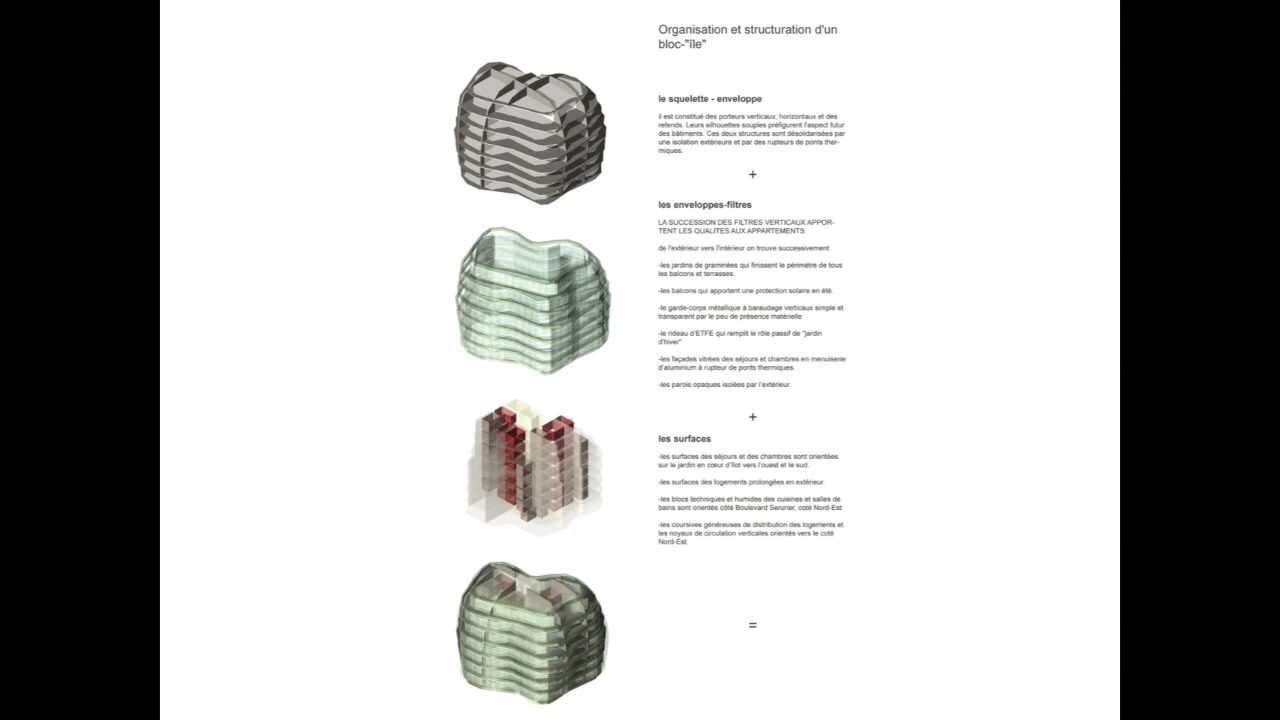 Organisation et structuration d'un
bloc-"île"
le squelette - enveloppe
il est constitué des porteurs verticaux, horizontaux et des
refends. Leurs silhouettes souples préfigurent l'aspect futur
des bâtiments. Ces deux structures sont désolidarisées par
une isolation extérieure et par des rupteurs de ponts ther-
miques.
+
les enveloppes-filtres
LA SUCCESSION DES FILTRES VERTICAUX APPOR-
TENT LES QUALITES AUX APPARTEMENTS:
de l'extérieur vers l'intérieur on trouve successivement
-les jardins de graminées qui finissent le périmètre de tous
les balcons et terrasses.
-les balcons qui apportent une protection solaire en été.
-le garde-corps métallique à baraudage verticaux simple et
transparent par le peu de présence matérielle
-le rideau d'ETFE qui remplit le rôle passif de "jardin
d'hiver"
-les façades vitrées des séjours et chambres en menuiserie
d'aluminium à rupteur de ponts thermiques.
-les parois opaques isolées par l'extérieur.
+
les surfaces
-les surfaces des séjours et des chambres sont orientées
sur le jardin en cœur d'îlot vers l'ouest et le sud.
-les surfaces des logements prolongées en extérieur.
-les blocs techniques et humides des cuisines et salles de
bains sont orientés côté Boulevard Serurier, coté Nord-Est
-les coursives généreuses de distribution des logements et
les noyaux de circulation verticales orientés vers le coté
Nord-Est.
=